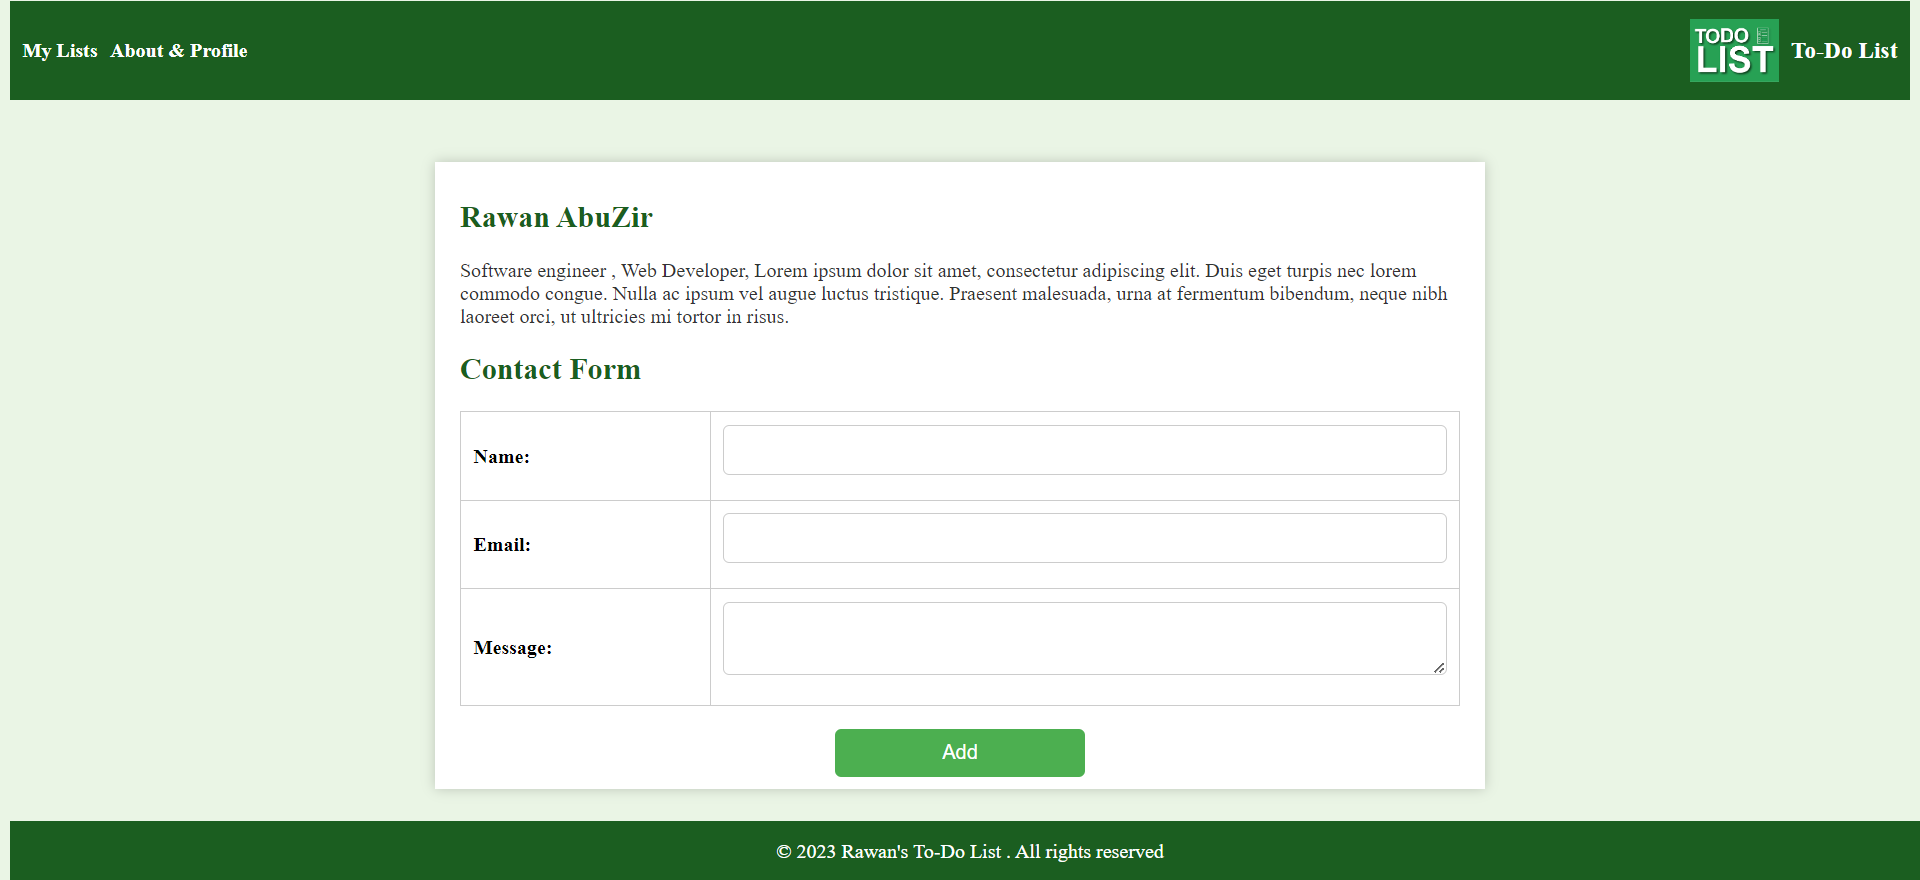 My Lists About & Profile
TODO
LIST
To-Do List
Rawan AbuZir
Software engineer , Web Developer, Lorem ipsum dolor sit amet, consectetur adipiscing elit. Duis eget turpis nec lorem
commodo congue. Nulla ac ipsum vel augue luctus tristique. Praesent malesuada, urna at fermentum bibendum, neque nibh
laoreet orci, ut ultricies mi tortor in risus.
Contact Form
Name:
Email:
Message:
Add
© 2023 Rawan's To-Do List . All rights reserved